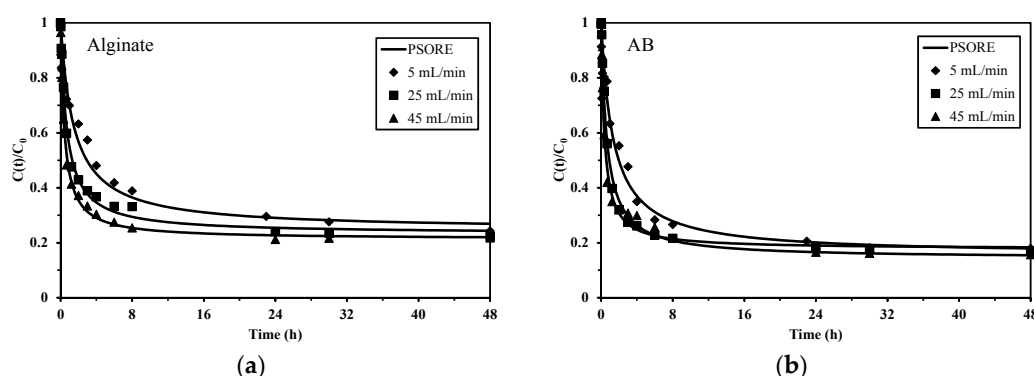 Alginate
PSORE
5 mL/min
25 mL/min
45 mL/min
1
0.8
0.6
0.4
0.2
0
C(t)/C0
0 8 16 24 32 40 48
Time (h)
(a)
AB
PSORE
5 mL/min
25 mL/min
45 mL/min
1
0.8
0.6
0.4
0.2
0
C(t)/C0
0 8 16 24 32 40 48
Time (h)
(b)